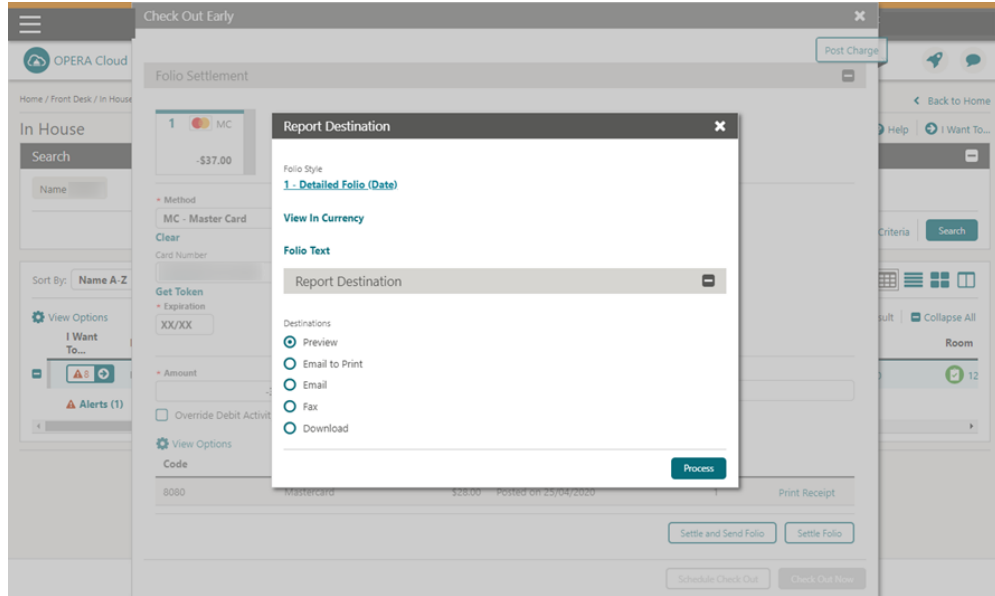 Check Out Early
Post Charge
OPERA Cloud
Folio Settlement
Home / Front Desk / In House
Back to Home
In House
Help
I Want To...
1 MC
-$37.00
Search
Name
Criteria
Search
Report Destination
Folio Style
1 - Detailed Folio (Date)
View In Currency
Folio Text
Report Destination
Destinations
Preview
Email to Print
Email
Fax
Download
Process
* Method
MC - Master Card
Clear
Card Number
Get Token
* Expiration
XX/XX
* Amount
Override Debit Activit
View Options
Code
8080 Mastercard $28.00 Posted on 25/04/2020 1 Print Receipt
Settle and Send Folio
Settle Folio
Schedule Check Out
Check Out Now
Sort By: Name A-Z
View Options
sult
Collapse All
I Want
To...
Room
8
12
Alerts (1)